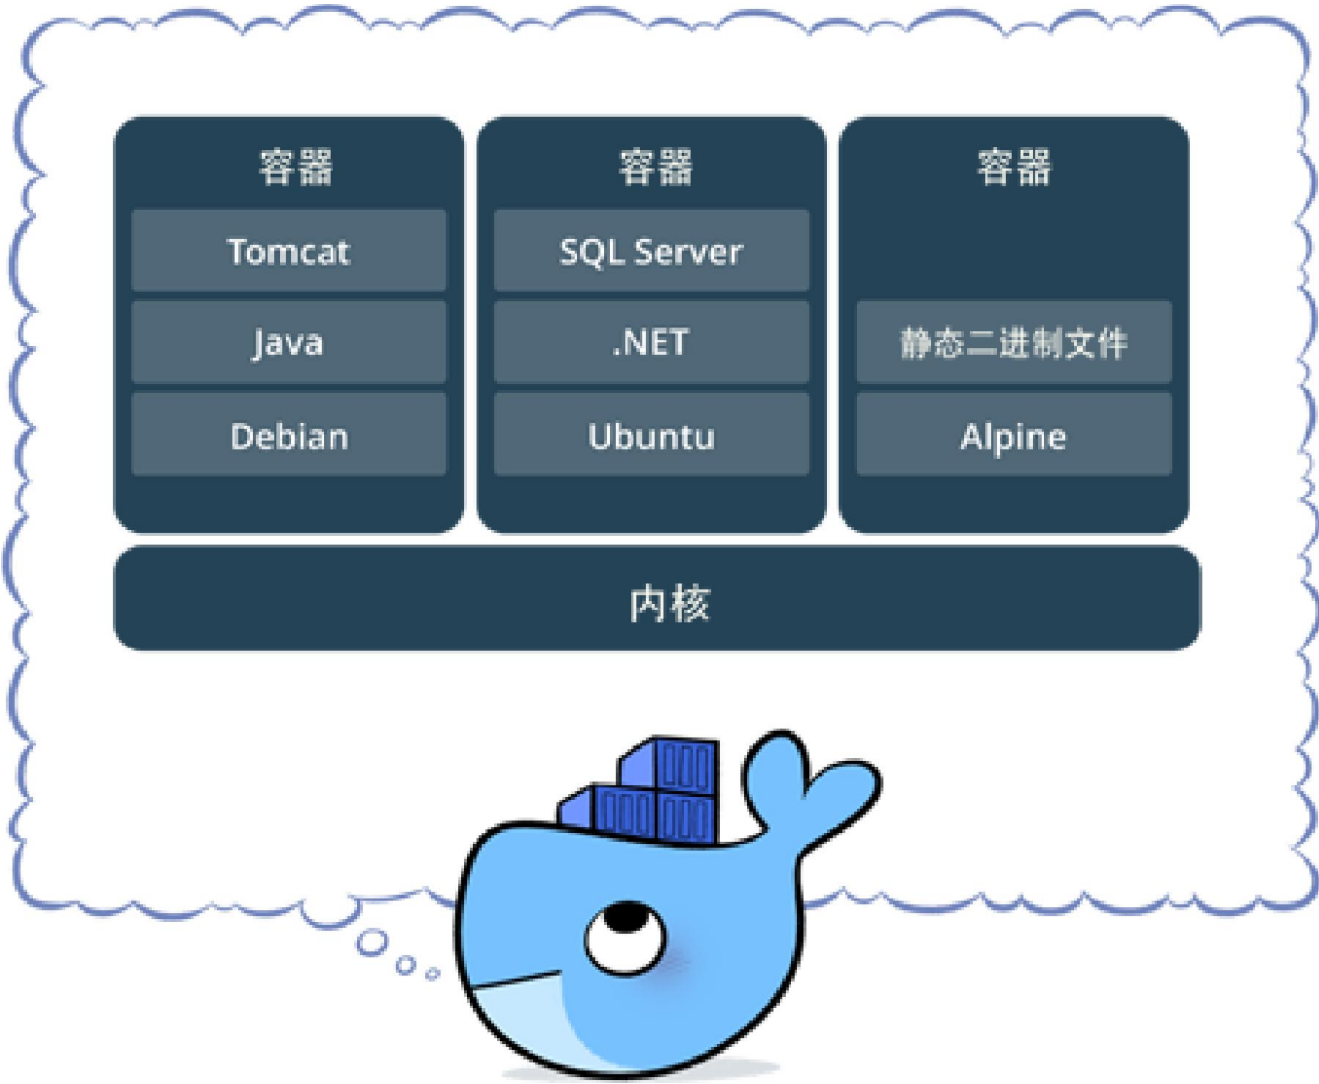 容器
Tomcat
Java
Debian
容器
SQL Server
.NET
Ubuntu
容器
静态二进制文件
Alpine
内核